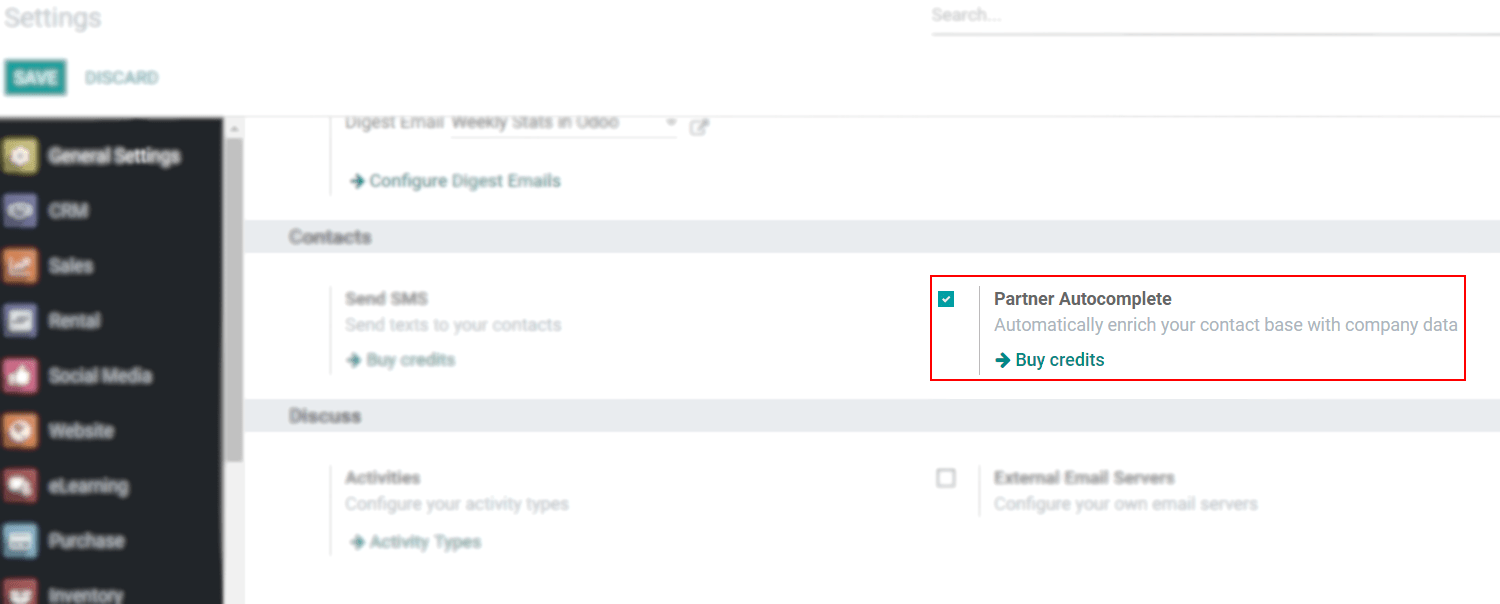 Settings
Search...
SAVE DISCARD
Digest Email Weekly Stats in Odoo
Configure Digest Emails
General Settings
CRM
Sales
Rental
Social Media
Website
eLearning
Purchase
Inventory
Contacts
Send SMS
Send texts to your contacts
Buy credits
Partner Autocomplete
Automatically enrich your contact base with company data
Buy credits
Discuss
Activities
Configure your activity types
Activity Types
External Email Servers
Configure your own email servers